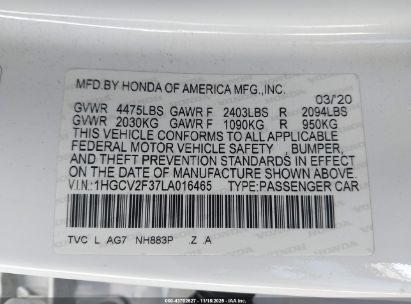 MFD.BY HONDA OF AMERICA MFG.,INC.
03/20
GVWR 4475LBS GAWR F 2403LBS R 2094LBS
GVWR 2030KG GAWR F 1090KG R 950KG
THIS VEHICLE CONFORMS TO ALL APPLICABLE
FEDERAL MOTOR VEHICLE SAFETY , BUMPER,
AND THEFT PREVENTION STANDARDS IN EFFECT
ON THE DATE OF MANUFACTURE SHOWN ABOVE.
V.I.N.:1HGCV2F37LA016465 TYPE:PASSENGER CAR
TVC L AG7 NH883P .Z .A